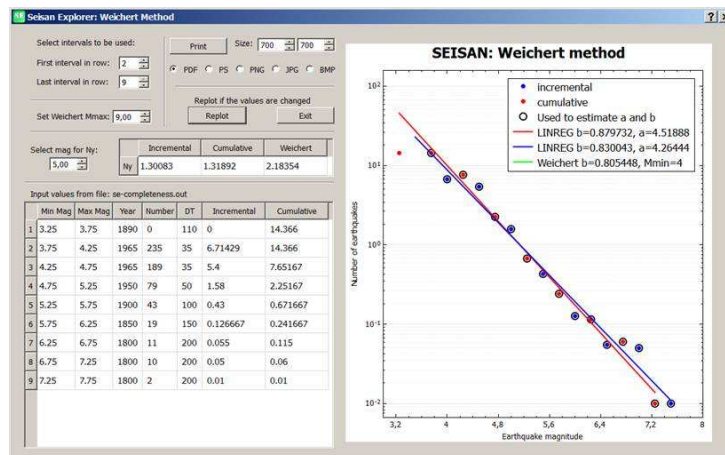 Seisan Explorer: Weichert Method
Select intervals to be used:
First interval in row: 2
Last interval in row: 9
Set Weichert Mmax: 9,00
Print Size: 700 700
PDF PS PNG JPG BMP
Replot if the values are changed
Replot Exit
Select mag for Ny:
5,00
Incremental Cumulative Weichert
Ny 1.30083 1.31892 2.18354
Input values from file: se-completeness.out
Min Mag Max Mag Year Number DT Incremental Cumulative
1 3.25 3.75 1890 0 110 0 14.366
2 3.75 4.25 1965 235 35 6.71429 14.366
3 4.25 4.75 1965 189 35 5.4 7.65167
4 4.75 5.25 1950 79 50 1.58 2.25167
5 5.25 5.75 1900 43 100 0.43 0.671667
6 5.75 6.25 1850 19 150 0.126667 0.241667
7 6.25 6.75 1800 11 200 0.055 0.115
8 6.75 7.25 1800 10 200 0.05 0.06
9 7.25 7.75 1800 2 200 0.01 0.01
SEISAN: Weichert method
incremental
cumulative
Used to estimate a and b
LINREG b=0.879732, a=4.51888
LINREG b=0.830043, a=4.26444
Weichert b=0.805448, Mmin=4
Number of earthquakes
10²
10¹
10⁰
10⁻¹
10⁻²
3,2 4 4,8 5,6 6,4 7,2 8
Earthquake magnitude